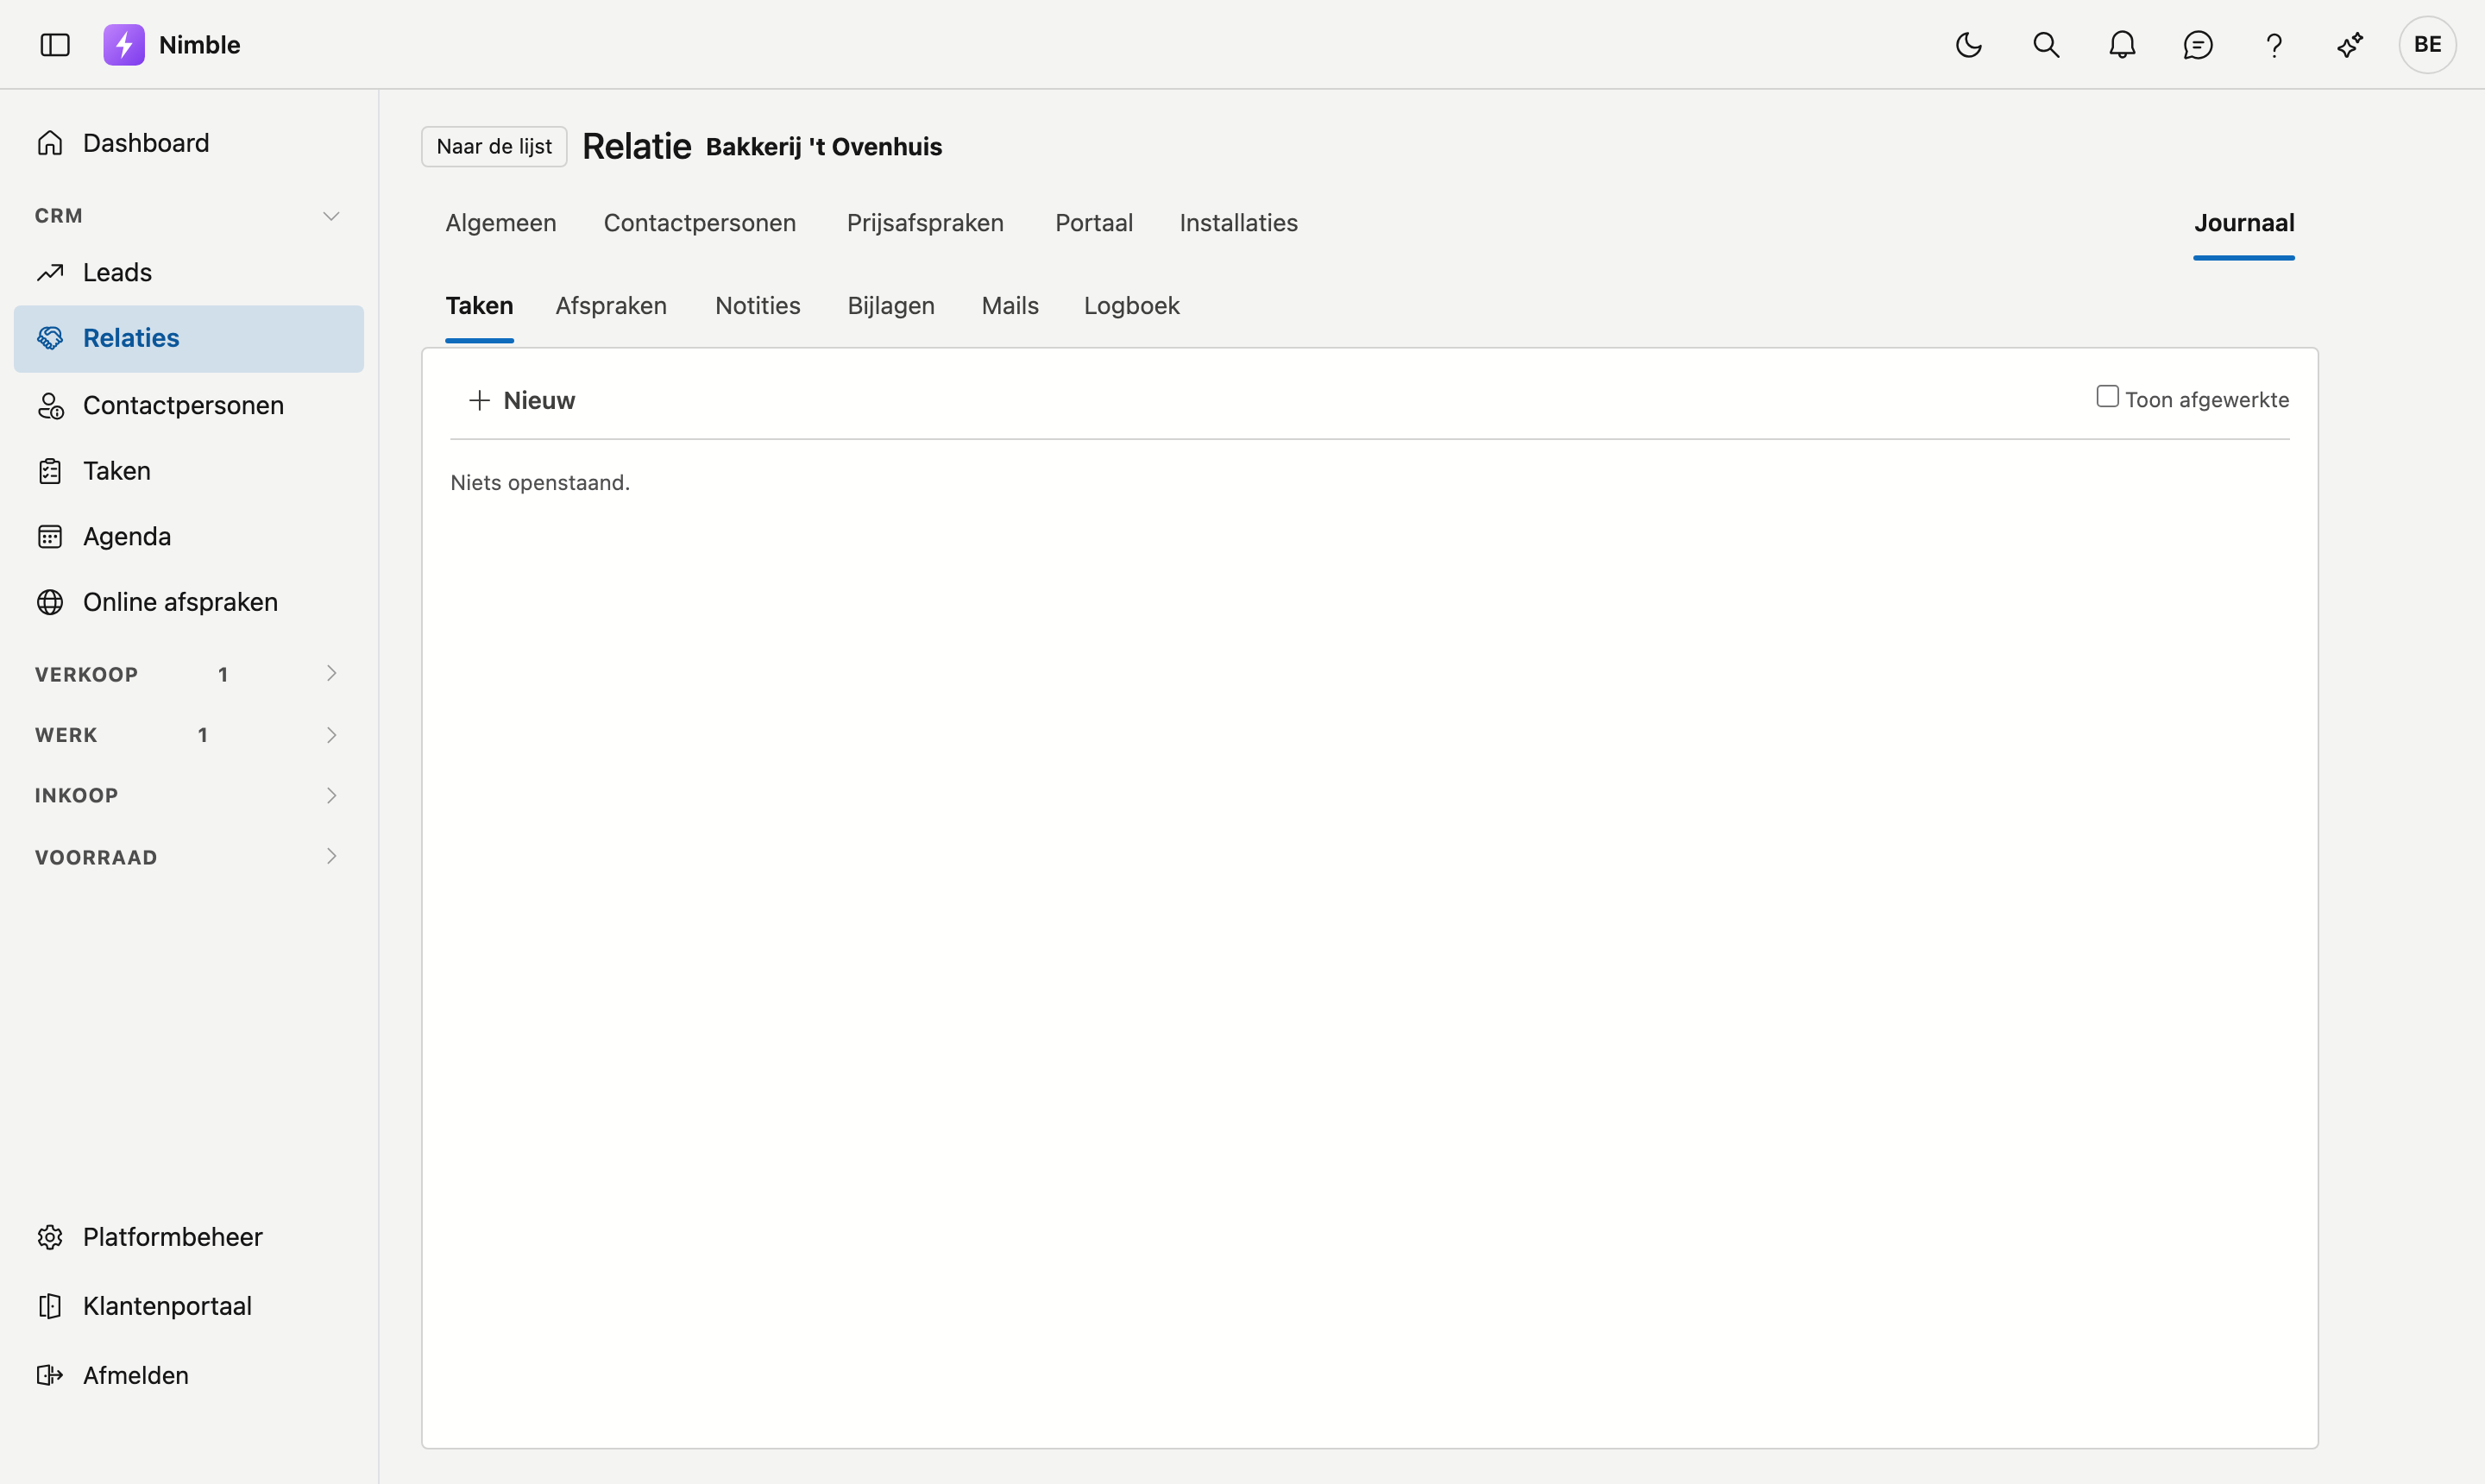 Nimble
BE
Dashboard
CRM
Leads
Relaties
Contactpersonen
Taken
Agenda
Online afspraken
VERKOOP 1
WERK 1
INKOOP
VOORRAAD
Platformbeheer
Klantenportaal
Afmelden
Naar de lijst Relatie Bakkerij 't Ovenhuis
Algemeen Contactpersonen Prijsafspraken Portaal Installaties Journaal
Taken Afspraken Notities Bijlagen Mails Logboek
Nieuw Toon afgewerkte
Niets openstaand.